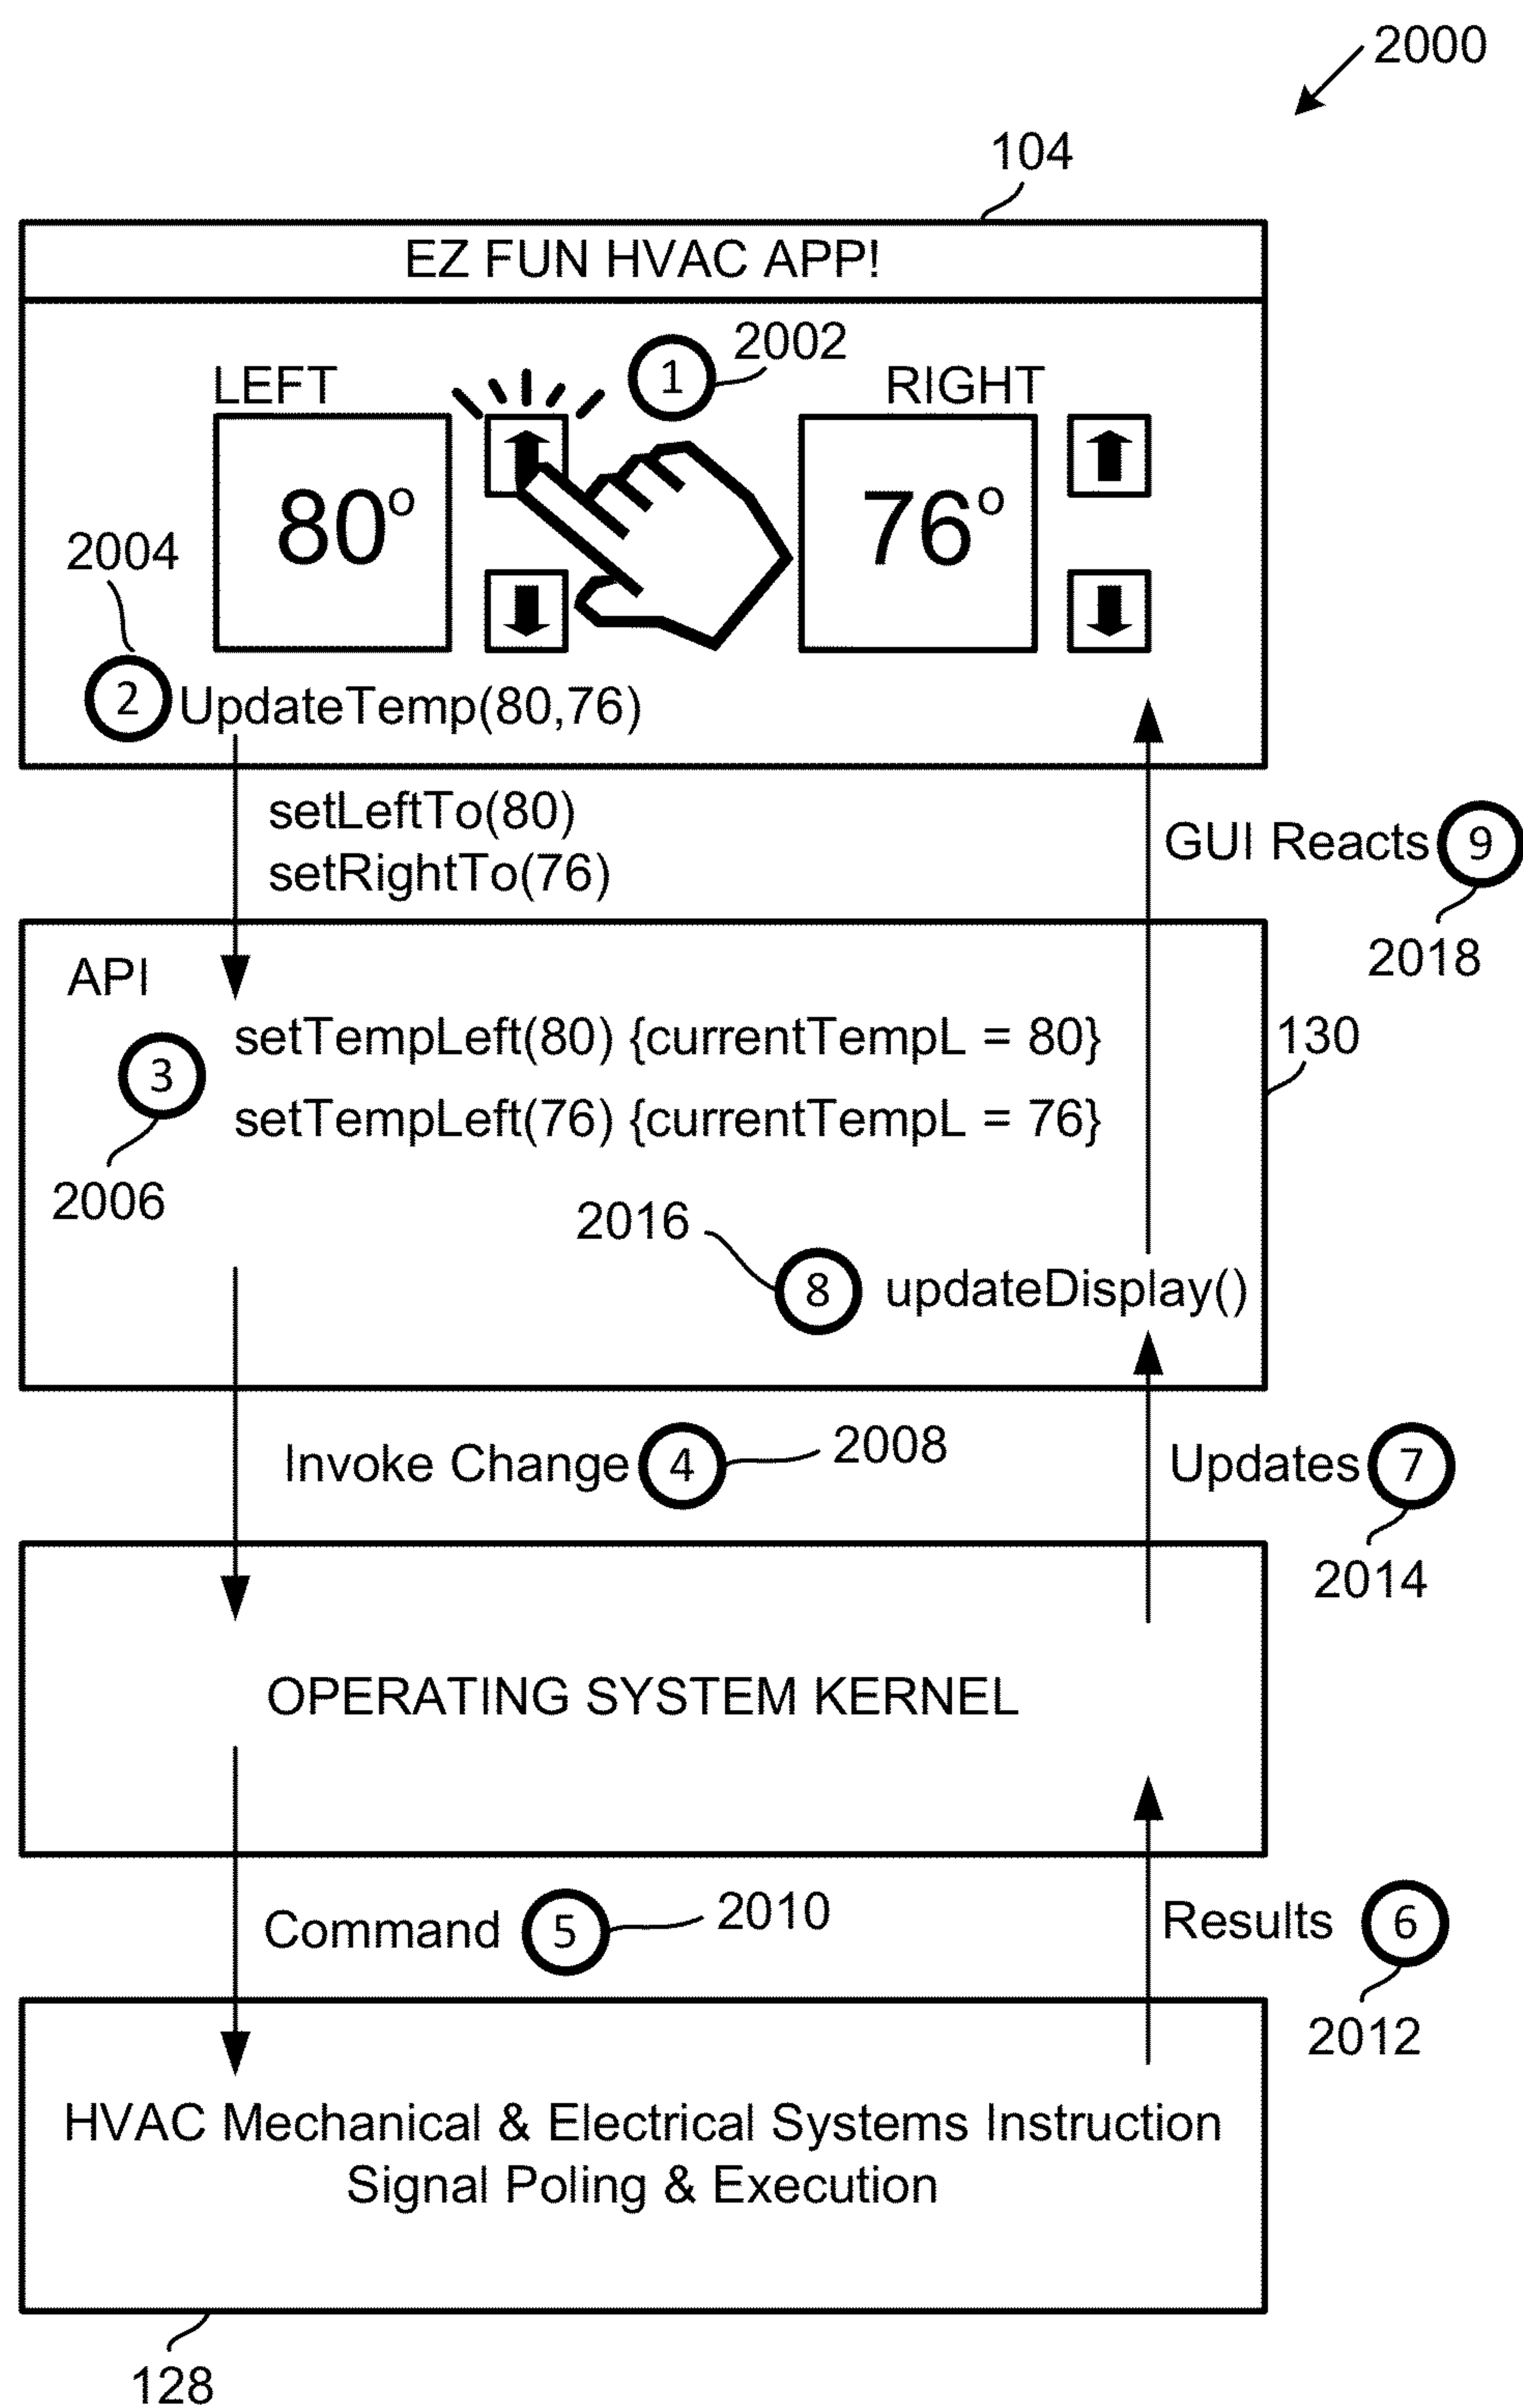 2000
104
EZ FUN HVAC APP!
1 2002
LEFT
RIGHT
80°
76°
2004
2 UpdateTemp(80,76)
setLeftTo(80)
setRightTo(76)
GUI Reacts 9
2018
API
130
3
setTempLeft(80) {currentTempL = 80}
setTempLeft(76) {currentTempL = 76}
2006
2016
8 updateDisplay()
Invoke Change 4 2008
Updates 7
2014
OPERATING SYSTEM KERNEL
Command 5 2010
Results 6
2012
HVAC Mechanical & Electrical Systems Instruction
Signal Poling & Execution
128